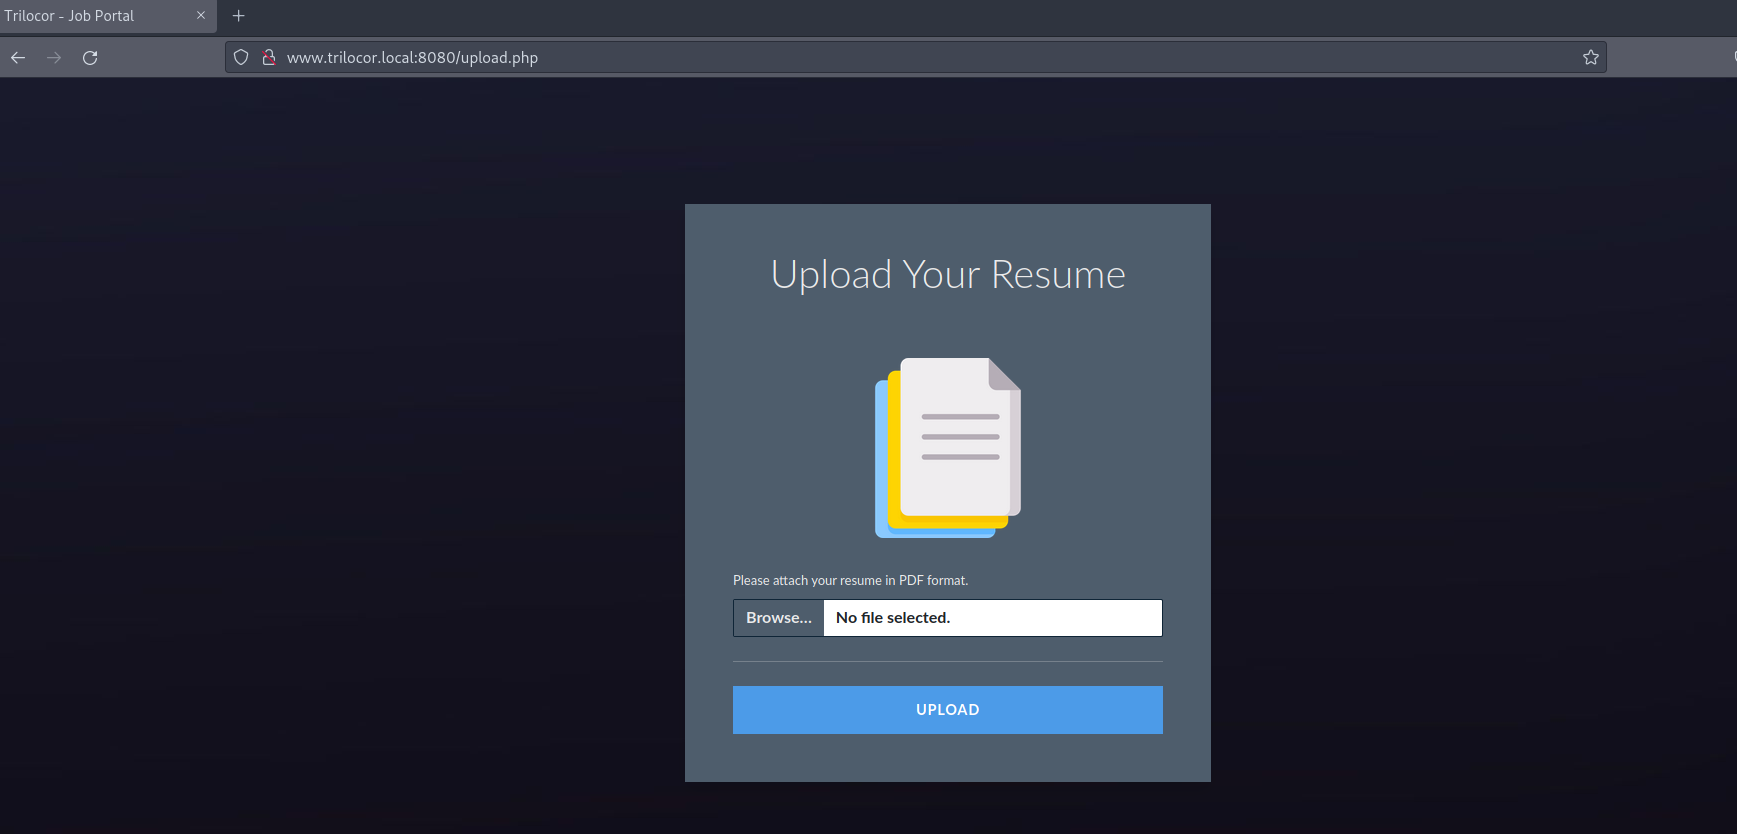 Trilocor - Job Portal
www.trilocor.local:8080/upload.php
Upload Your Resume
Please attach your resume in PDF format.
Browse... No file selected.
UPLOAD